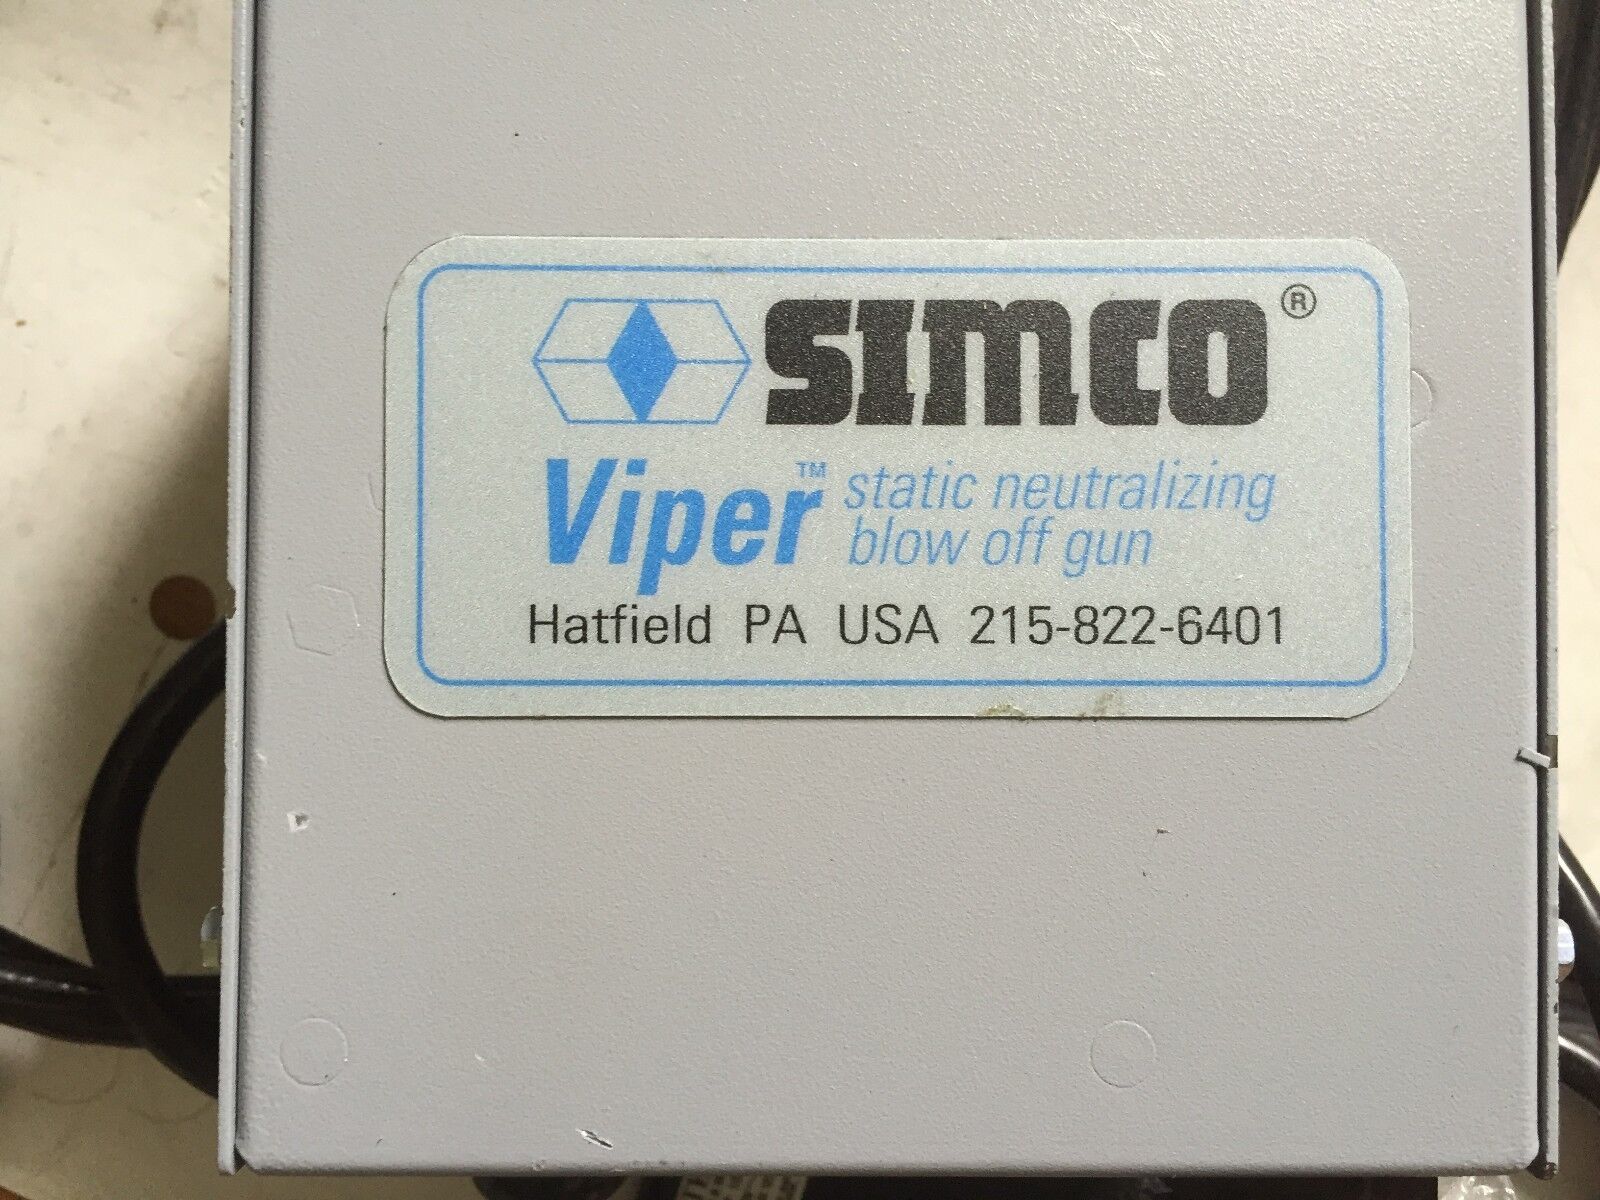 SIMCO®
Viper™ static neutralizing
blow off gun
Hatfield PA USA 215-822-6401